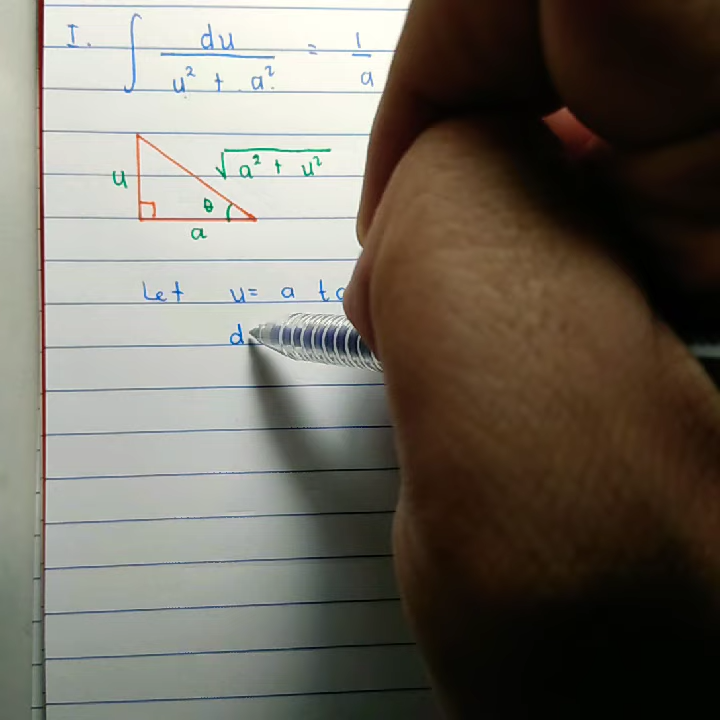 I. ∫ du / (u² + a²) = 1/a
u √(a² + u²)
θ
a
Let u = a
d